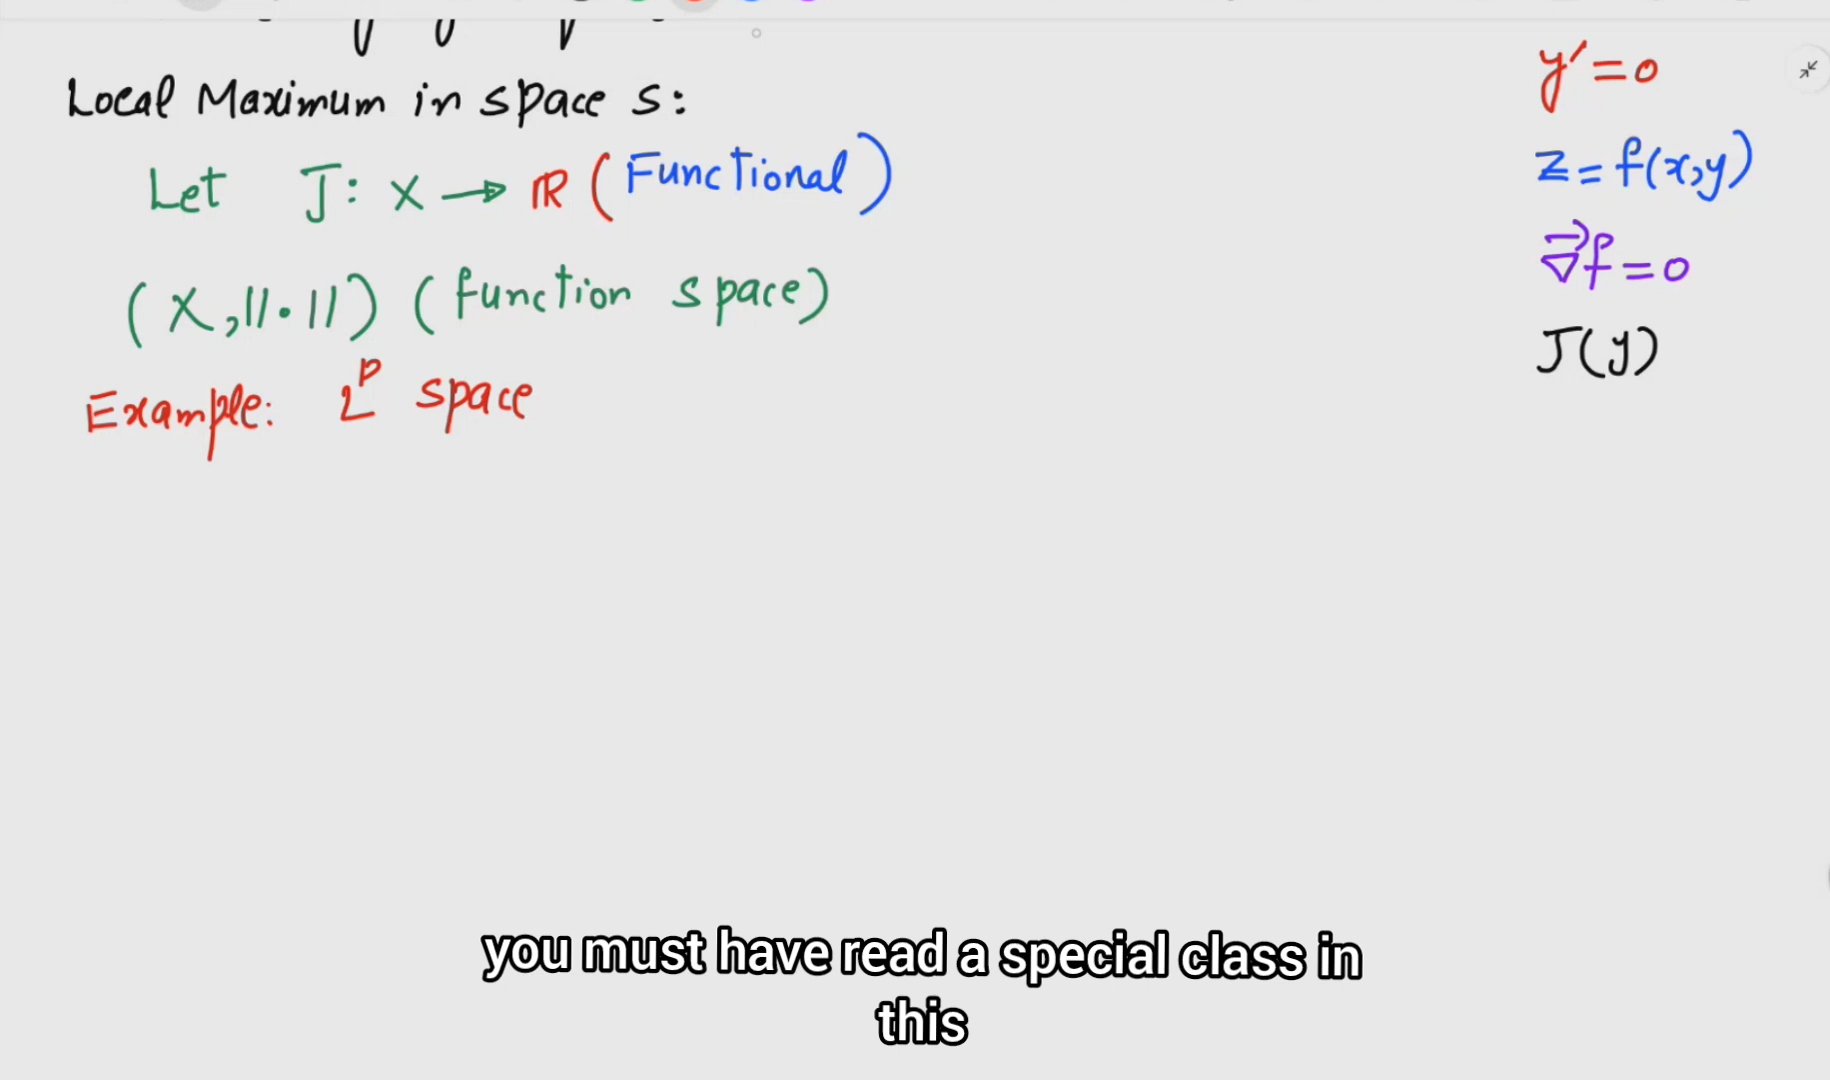 Local Maximum in space s:
Let J: X → ℝ (Functional)
(X, ||·||) (function space)
Example: L^p space
y′=0
z=f(x,y)
∇⃗f=0
J(y)
you must have read a special class in
this